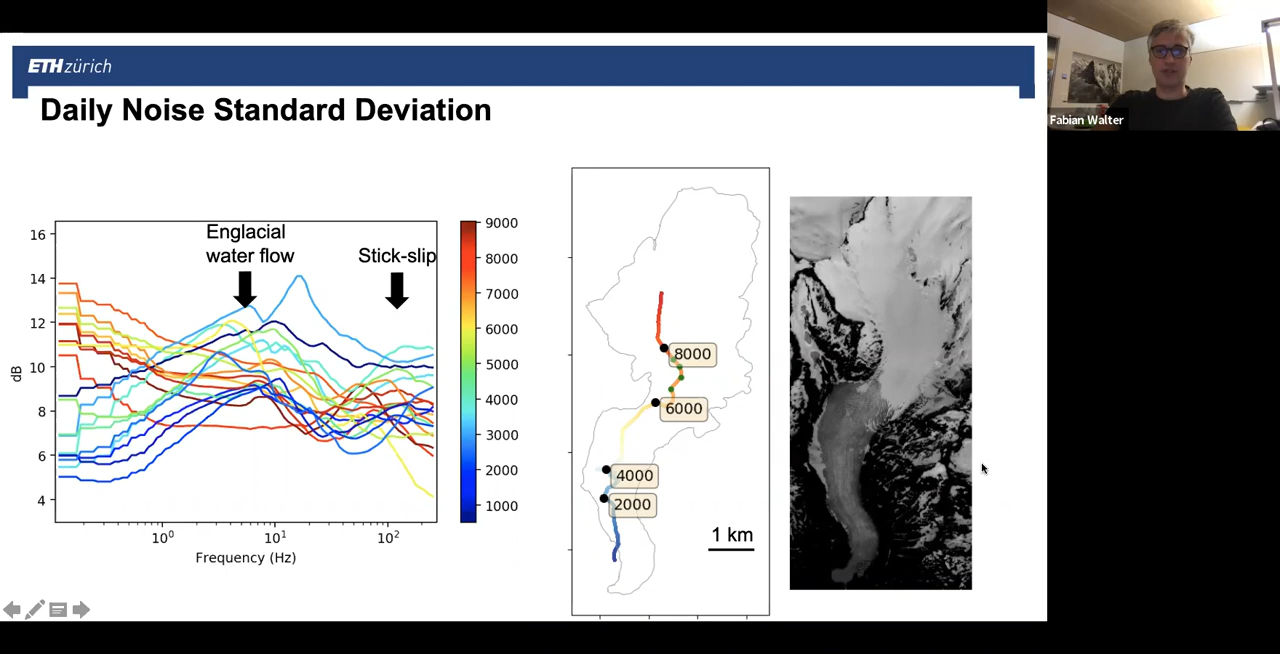 ETH zürich
Daily Noise Standard Deviation
Englacial
water flow
Stick-slip
16
14
12
10
8
6
4
dB
10⁰
10¹
10²
Frequency (Hz)
9000
8000
7000
6000
5000
4000
3000
2000
1000
8000
6000
4000
2000
1 km
Fabian Walter